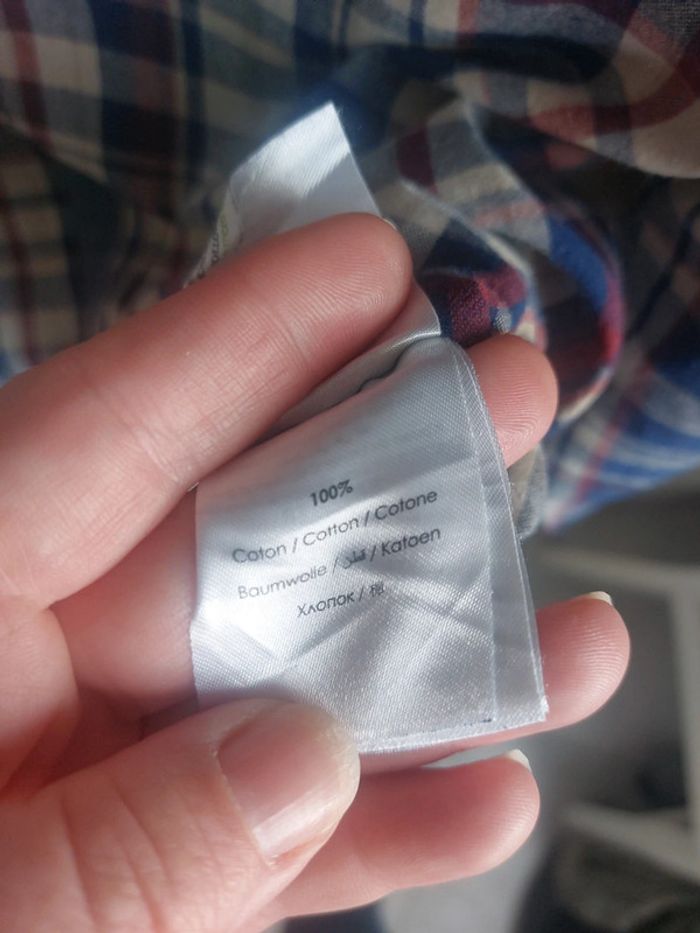 100%
Coton / Cotton / Cotone
Baumwolle / قطن / Katoen
Хлопок / 棉